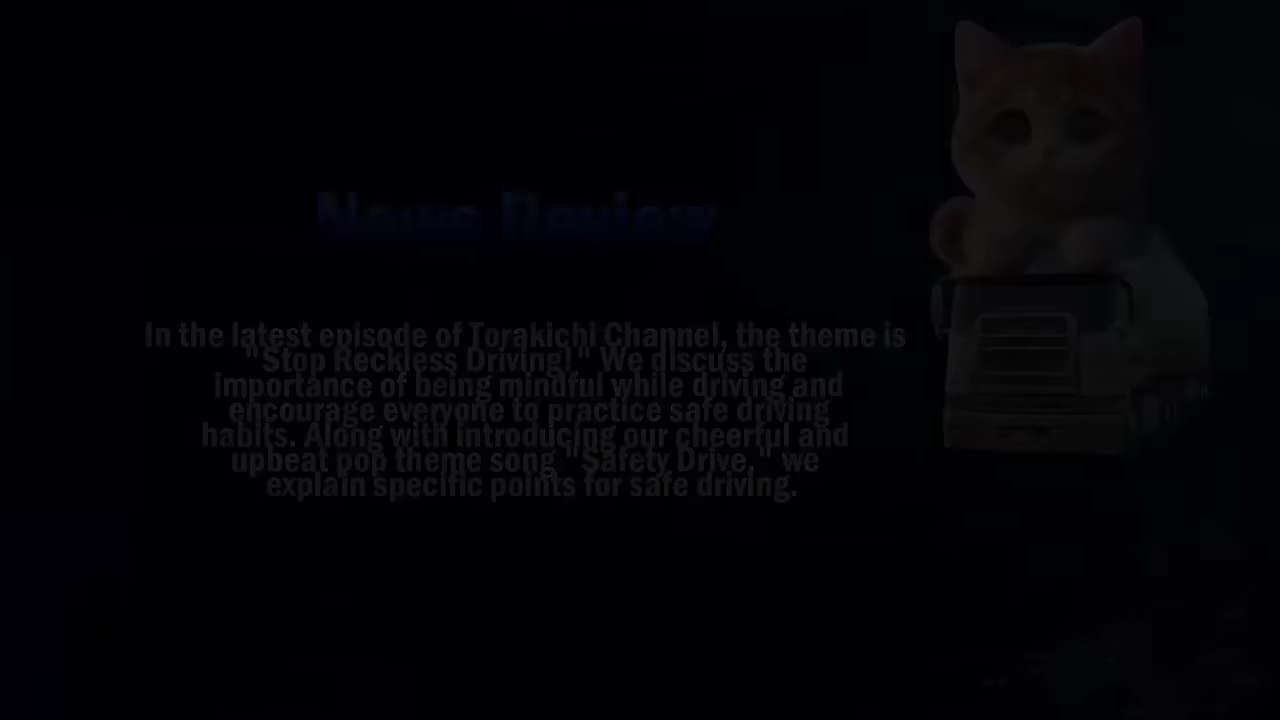 News Review
In the latest episode of Torakichi Channel, the theme is
"Stop Reckless Driving!" We discuss the
importance of being mindful while driving and
encourage everyone to practice safe driving
habits. Along with introducing our cheerful and
upbeat pop theme song "Safety Drive," we
explain specific points for safe driving.